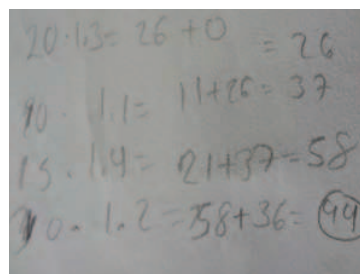 20 · 1.3 = 26 + 0 = 26
10 · 1.1 = 11 + 26 = 37
15 · 1.4 = 21 + 37 = 58
30 · 1.2 = 58 + 36 = 94